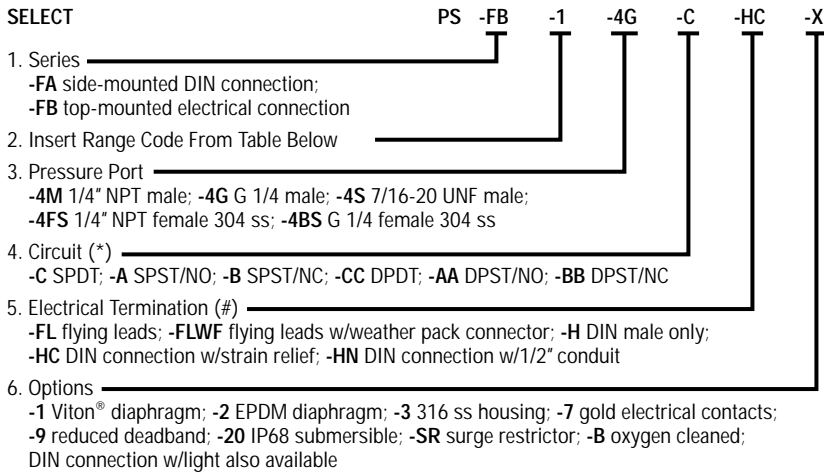 SELECT PS -FB -1 -4G -C -HC -X
1. Series
-FA side-mounted DIN connection;
-FB top-mounted electrical connection
2. Insert Range Code From Table Below
3. Pressure Port
-4M 1/4" NPT male; -4G G 1/4 male; -4S 7/16-20 UNF male;
-4FS 1/4" NPT female 304 ss; -4BS G 1/4 female 304 ss
4. Circuit (*)
-C SPDT; -A SPST/NO; -B SPST/NC; -CC DPDT; -AA DPST/NO; -BB DPST/NC
5. Electrical Termination (#)
-FL flying leads; -FLWF flying leads w/weather pack connector; -H DIN male only;
-HC DIN connection w/strain relief; -HN DIN connection w/1/2" conduit
6. Options
-1 Viton® diaphragm; -2 EPDM diaphragm; -3 316 ss housing; -7 gold electrical contacts;
-9 reduced deadband; -20 IP68 submersible; -SR surge restrictor; -B oxygen cleaned;
DIN connection w/light also available